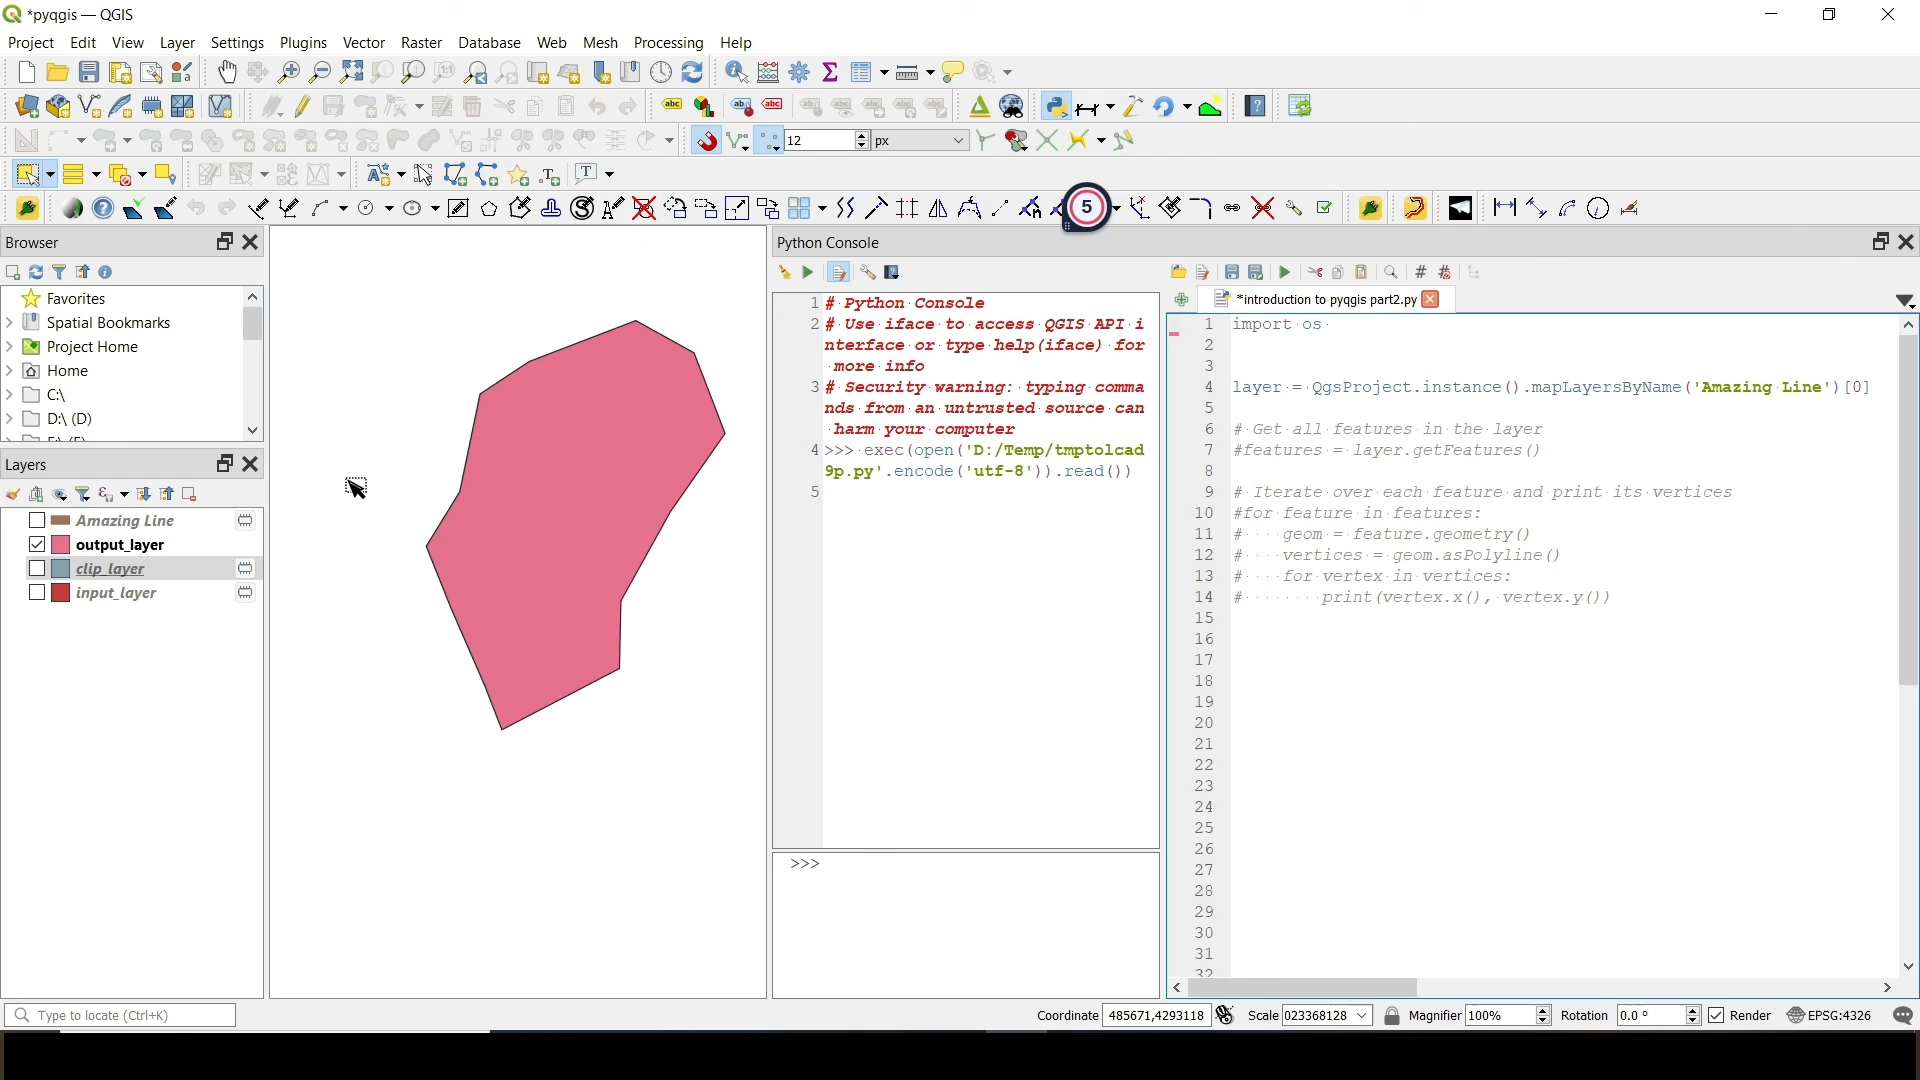 *pyqgis — QGIS
Project Edit View Layer Settings Plugins Vector Raster Database Web Mesh Processing Help
12 px
5
Browser
Favorites
Spatial Bookmarks
Project Home
Home
C:\
D:\ (D)
Layers
Amazing Line
output_layer
clip_layer
input_layer
Python Console
1 # Python Console
2 # Use iface to access QGIS API i
nterface or type help(iface) for
more info
3 # Security warning: typing comma
nds from an untrusted source can
harm your computer
4 >>> exec(open('D:/Temp/tmptolcad
9p.py'.encode('utf-8')).read())
5
>>>
*introduction to pyqgis part2.py
1 import os
2
3
4 layer = QgsProject.instance().mapLayersByName('Amazing Line')[0]
5
6 # Get all features in the layer
7 #features = layer.getFeatures()
8
9 # Iterate over each feature and print its vertices
10 #for feature in features:
11 #    geom = feature.geometry()
12 #    vertices = geom.asPolyline()
13 #    for vertex in vertices:
14 #        print(vertex.x(), vertex.y())
15
16
17
18
19
20
21
22
23
24
25
26
27
28
29
30
31
32
Type to locate (Ctrl+K)
Coordinate 485671,4293118 Scale 023368128 Magnifier 100% Rotation 0.0 ° Render EPSG:4326